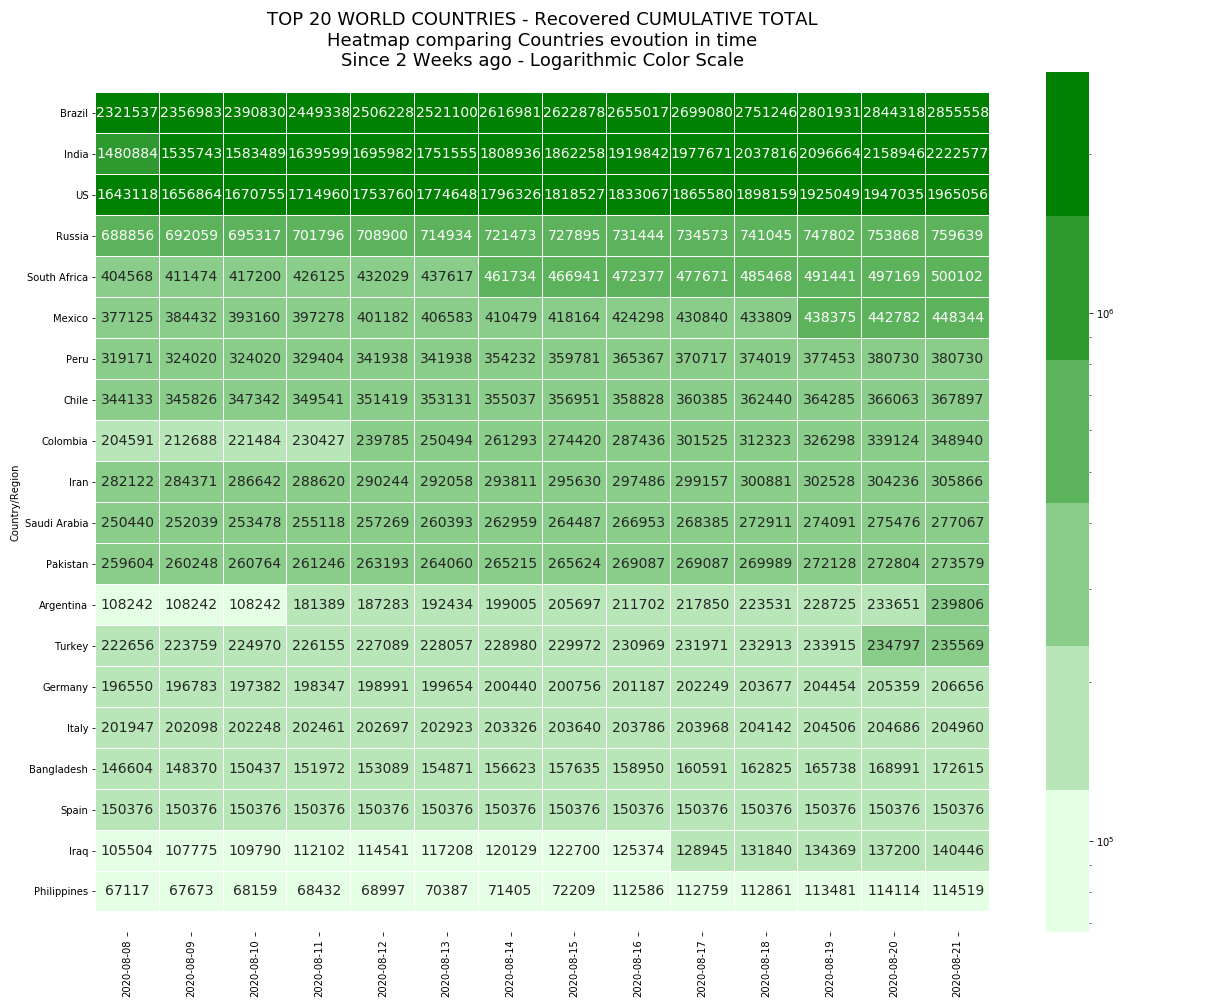 TOP 20 WORLD COUNTRIES - Recovered CUMULATIVE TOTAL
Heatmap comparing Countries evoution in time
Since 2 Weeks ago - Logarithmic Color Scale
Country/Region
Brazil 2321537 2356983 2390830 2449338 2506228 2521100 2616981 2622878 2655017 2699080 2751246 2801931 2844318 2855558
India 1480884 1535743 1583489 1639599 1695982 1751555 1808936 1862258 1919842 1977671 2037816 2096664 2158946 2222577
US 1643118 1656864 1670755 1714960 1753760 1774648 1796326 1818527 1833067 1865580 1898159 1925049 1947035 1965056
Russia 688856 692059 695317 701796 708900 714934 721473 727895 731444 734573 741045 747802 753868 759639
South Africa 404568 411474 417200 426125 432029 437617 461734 466941 472377 477671 485468 491441 497169 500102
Mexico 377125 384432 393160 397278 401182 406583 410479 418164 424298 430840 433809 438375 442782 448344
Peru 319171 324020 324020 329404 341938 341938 354232 359781 365367 370717 374019 377453 380730 380730
Chile 344133 345826 347342 349541 351419 353131 355037 356951 358828 360385 362440 364285 366063 367897
Colombia 204591 212688 221484 230427 239785 250494 261293 274420 287436 301525 312323 326298 339124 348940
Iran 282122 284371 286642 288620 290244 292058 293811 295630 297486 299157 300881 302528 304236 305866
Saudi Arabia 250440 252039 253478 255118 257269 260393 262959 264487 266953 268385 272911 274091 275476 277067
Pakistan 259604 260248 260764 261246 263193 264060 265215 265624 269087 269087 269989 272128 272804 273579
Argentina 108242 108242 108242 181389 187283 192434 199005 205697 211702 217850 223531 228725 233651 239806
Turkey 222656 223759 224970 226155 227089 228057 228980 229972 230969 231971 232913 233915 234797 235569
Germany 196550 196783 197382 198347 198991 199654 200440 200756 201187 202249 203677 204454 205359 206656
Italy 201947 202098 202248 202461 202697 202923 203326 203640 203786 203968 204142 204506 204686 204960
Bangladesh 146604 148370 150437 151972 153089 154871 156623 157635 158950 160591 162825 165738 168991 172615
Spain 150376 150376 150376 150376 150376 150376 150376 150376 150376 150376 150376 150376 150376 150376
Iraq 105504 107775 109790 112102 114541 117208 120129 122700 125374 128945 131840 134369 137200 140446
Philippines 67117 67673 68159 68432 68997 70387 71405 72209 112586 112759 112861 113481 114114 114519
2020-08-08 2020-08-09 2020-08-10 2020-08-11 2020-08-12 2020-08-13 2020-08-14 2020-08-15 2020-08-16 2020-08-17 2020-08-18 2020-08-19 2020-08-20 2020-08-21
10⁶
10⁵